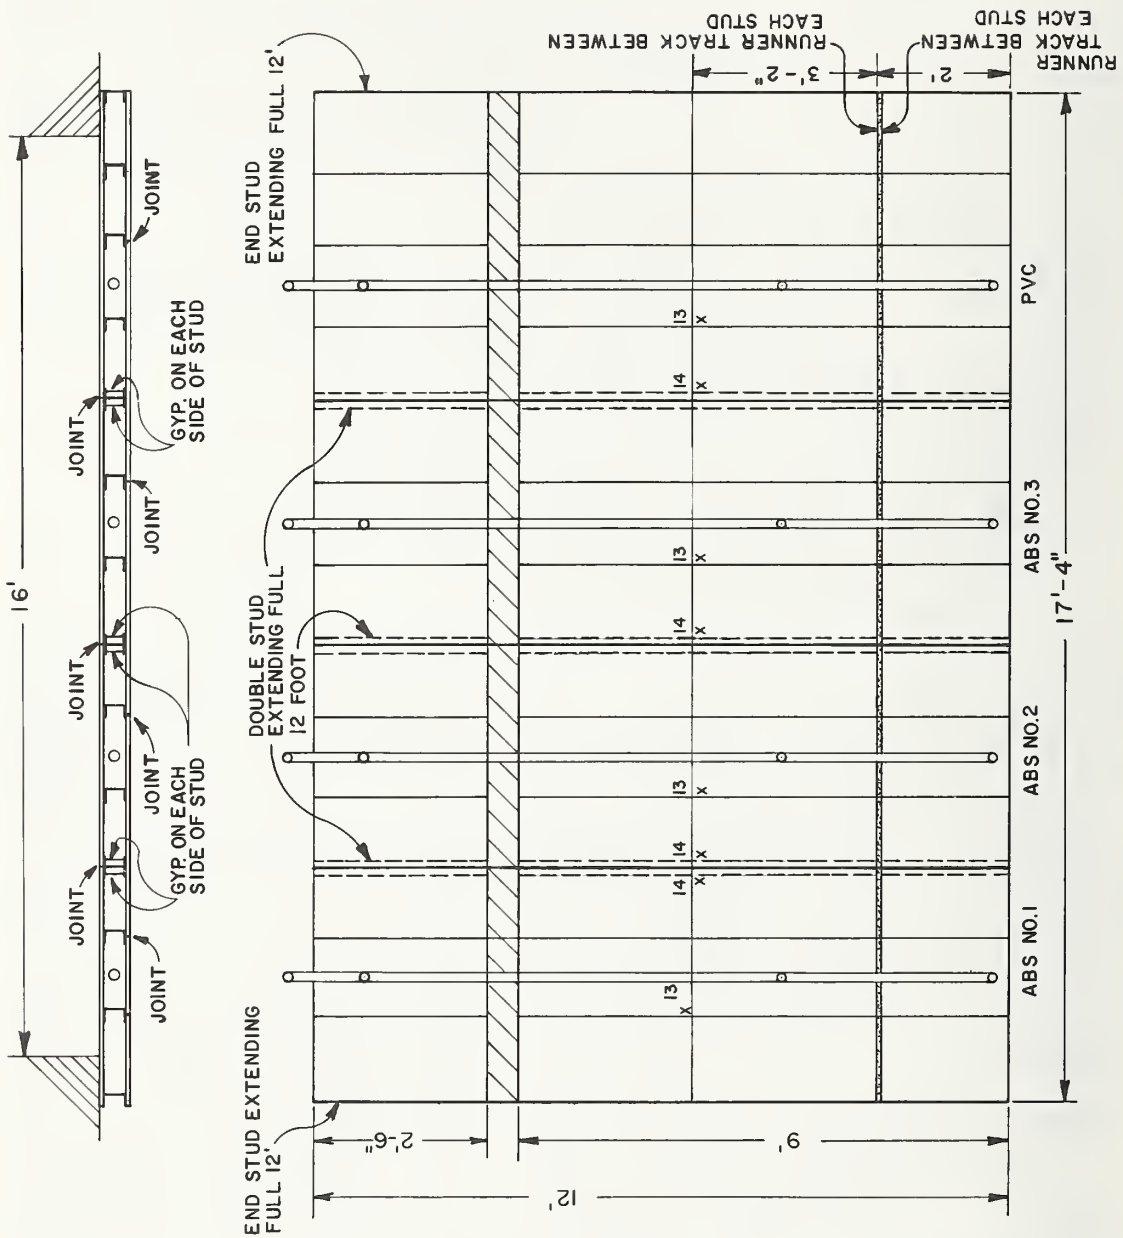 16'
JOINT
JOINT
JOINT
JOINT
JOINT
JOINT
JOINT
GYP. ON EACH
SIDE OF STUD
GYP. ON EACH
SIDE OF STUD
END STUD EXTENDING
FULL 12'
DOUBLE STUD
EXTENDING FULL
12 FOOT
END STUD
EXTENDING FULL 12'
2'-6"
9'
12'
13
X
14
X
14
X
13
X
14
X
13
X
14
X
13
X
3'-2"
2'
RUNNER TRACK BETWEEN
EACH STUD
RUNNER
TRACK BETWEEN
EACH STUD
ABS NO.1
ABS NO.2
ABS NO.3
PVC
17'-4"